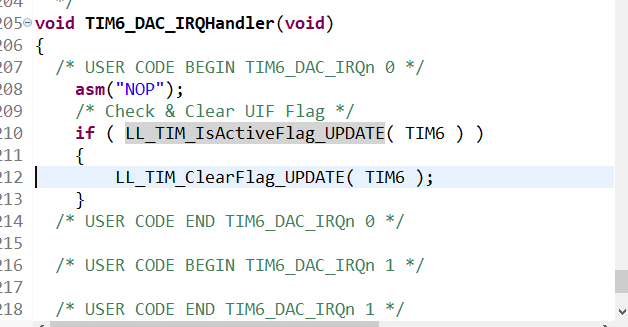 204 */
205 void TIM6_DAC_IRQHandler(void)
206 {
207 /* USER CODE BEGIN TIM6_DAC_IRQn 0 */
208 asm("NOP");
209 /* Check & Clear UIF Flag */
210 if ( LL_TIM_IsActiveFlag_UPDATE( TIM6 ) )
211 {
212 LL_TIM_ClearFlag_UPDATE( TIM6 );
213 }
214 /* USER CODE END TIM6_DAC_IRQn 0 */
215
216 /* USER CODE BEGIN TIM6_DAC_IRQn 1 */
217
218 /* USER CODE END TIM6_DAC_IRQn 1 */